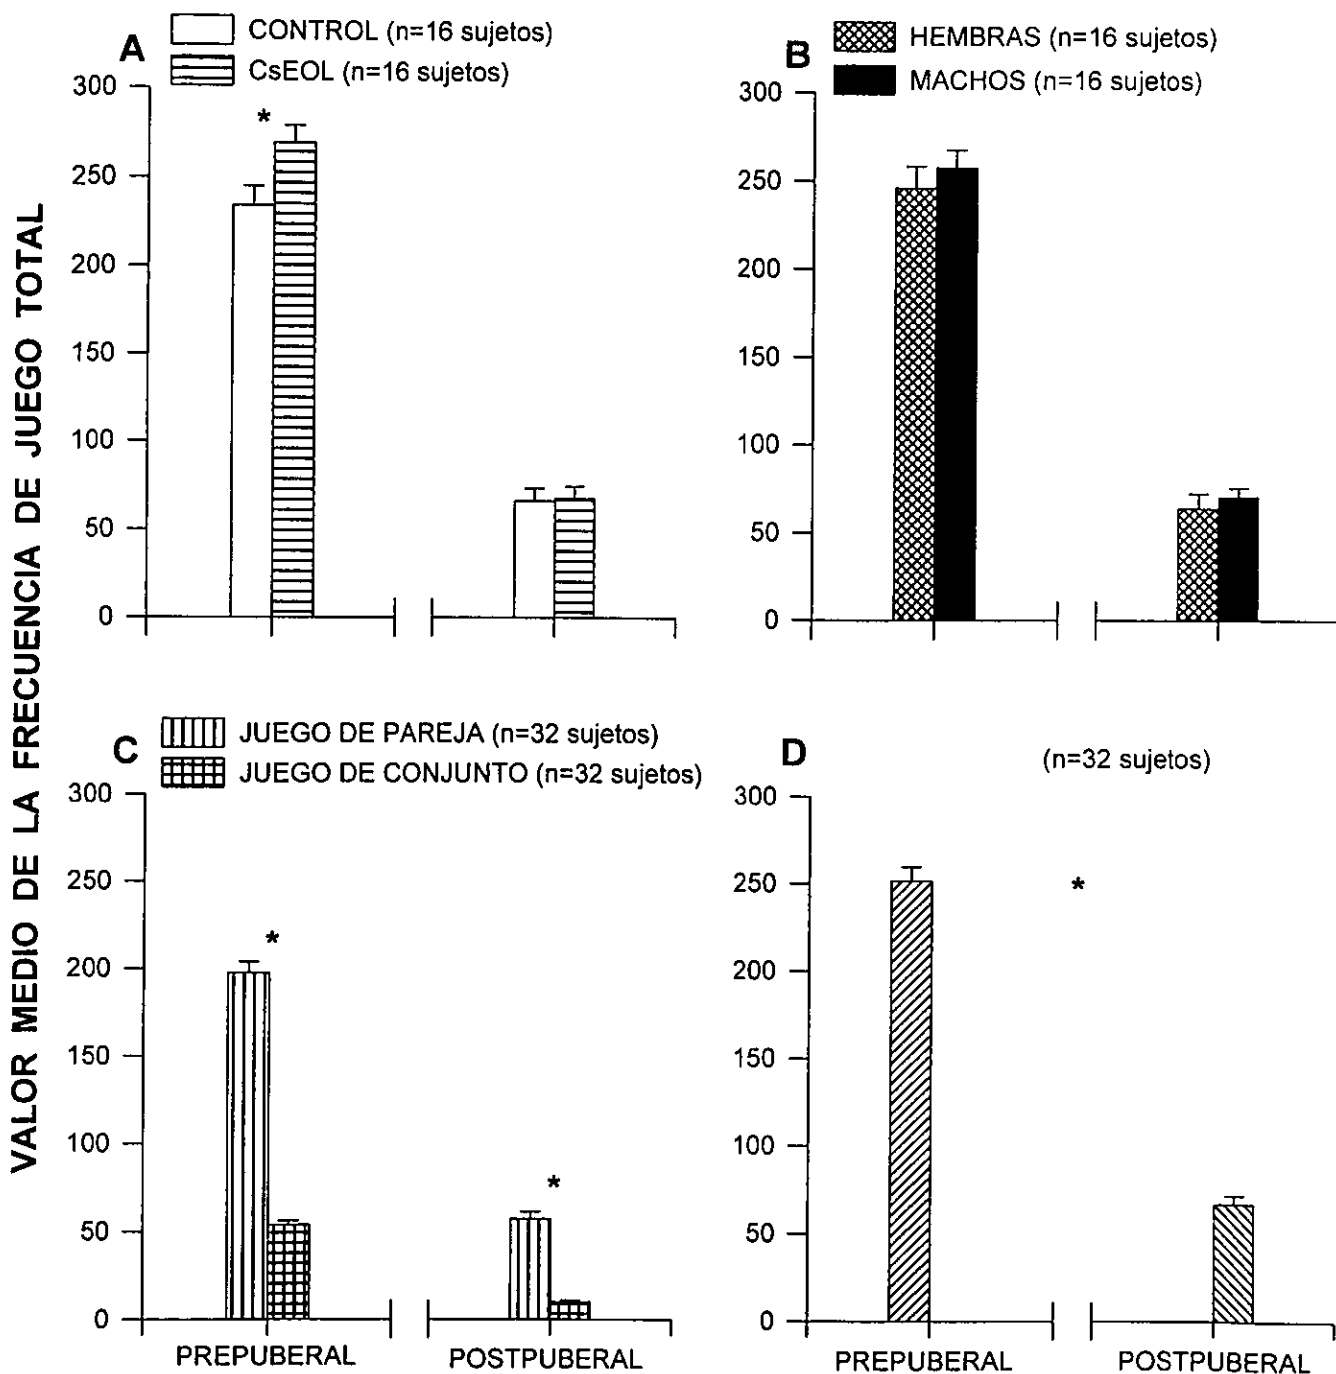 VALOR MEDIO DE LA FRECUENCIA DE JUEGO TOTAL
A
CONTROL (n=16 sujetos)
CsEOL (n=16 sujetos)
300
*
250
200
150
100
50
0
B
HEMBRAS (n=16 sujetos)
MACHOS (n=16 sujetos)
300
250
200
150
100
50
0
C
JUEGO DE PAREJA (n=32 sujetos)
JUEGO DE CONJUNTO (n=32 sujetos)
300
250
*
200
150
100
*
50
0
PREPUBERAL
POSTPUBERAL
D
(n=32 sujetos)
300
250
*
200
150
100
50
0
PREPUBERAL
POSTPUBERAL